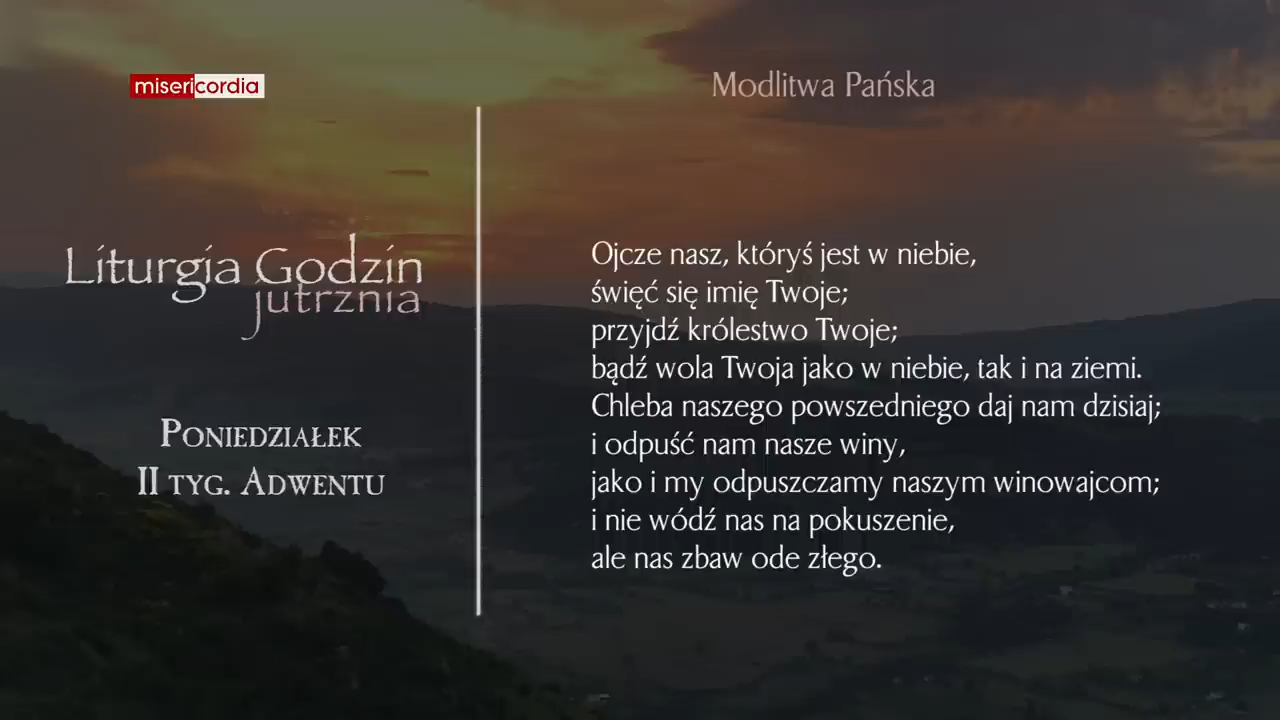 misericordia
Modlitwa Pańska
Liturgia Godzin
jutrznia
Poniedziałek
II tyg. Adwentu
Ojcze nasz, któryś jest w niebie,
święć się imię Twoje;
przyjdź królestwo Twoje;
bądź wola Twoja jako w niebie, tak i na ziemi.
Chleba naszego powszedniego daj nam dzisiaj;
i odpuść nam nasze winy,
jako i my odpuszczamy naszym winowajcom;
i nie wódź nas na pokuszenie,
ale nas zbaw ode złego.